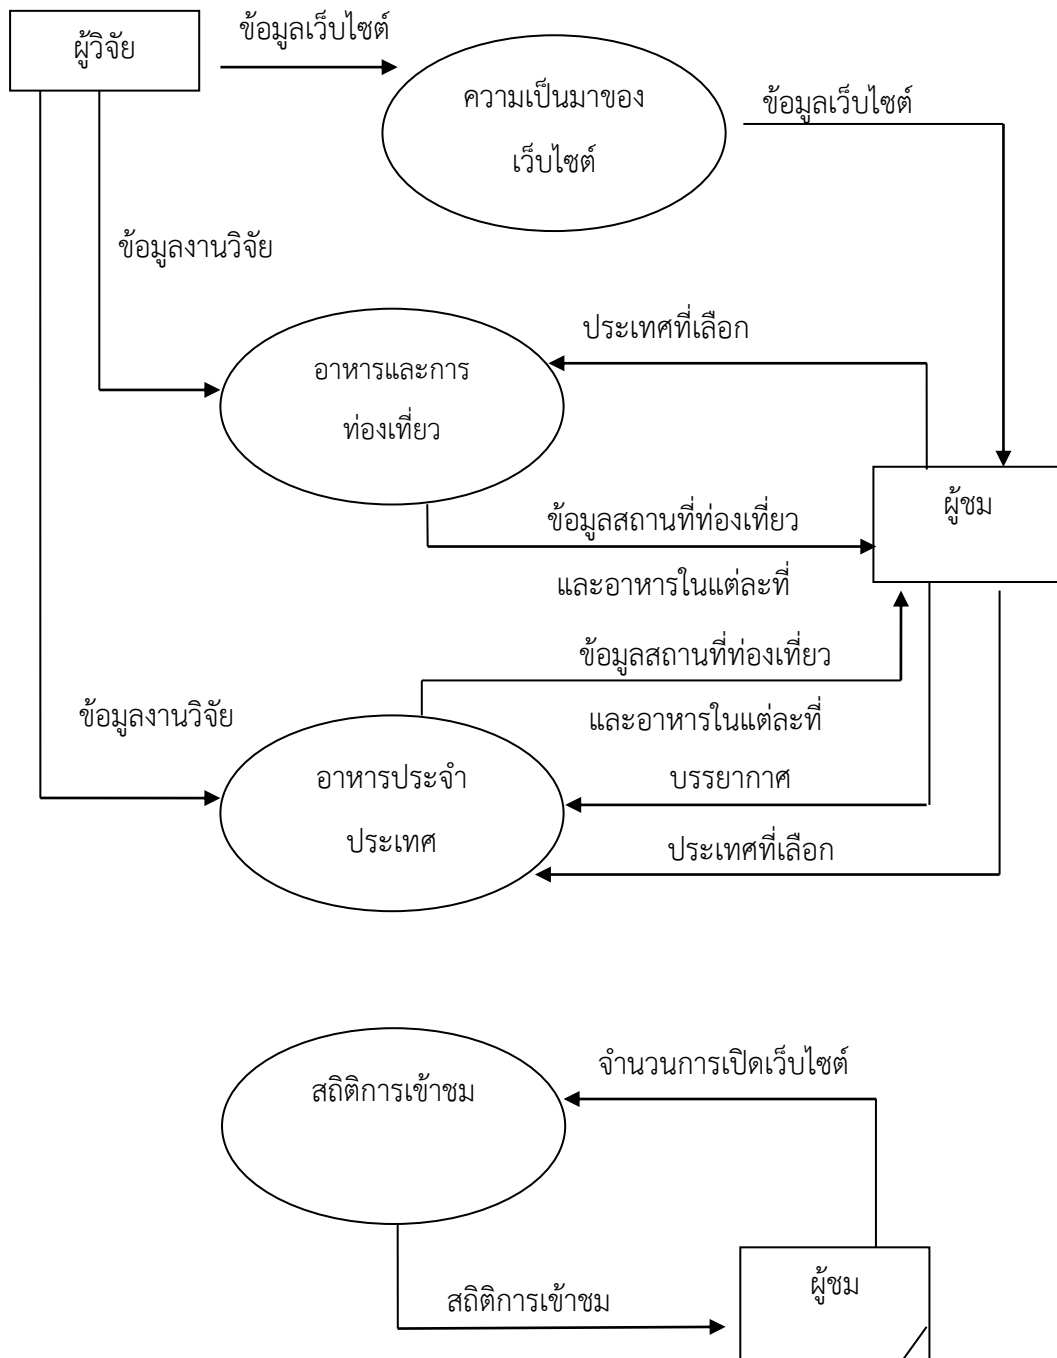 ผู้วิจัย
ข้อมูลเว็บไซต์
ความเป็นมาของ
เว็บไซต์
ข้อมูลเว็บไซต์
ข้อมูลงานวิจัย
ประเทศที่เลือก
อาหารและการ
ท่องเที่ยว
ผู้ชม
ข้อมูลสถานที่ท่องเที่ยว
และอาหารในแต่ละที่
ข้อมูลสถานที่ท่องเที่ยว
และอาหารในแต่ละที่
ข้อมูลงานวิจัย
อาหารประจำ
ประเทศ
บรรยากาศ
ประเทศที่เลือก
สถิติการเข้าชม
จำนวนการเปิดเว็บไซต์
ผู้ชม
สถิติการเข้าชม